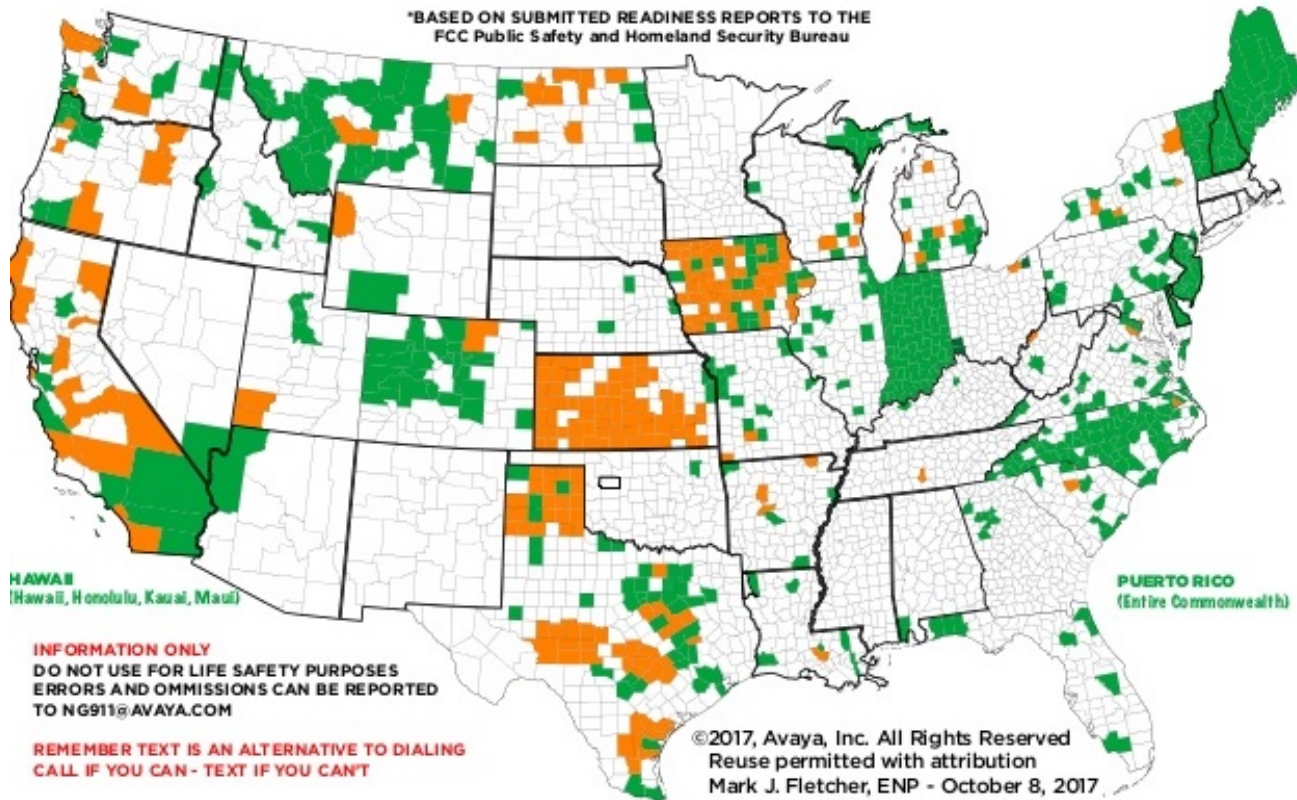 *BASED ON SUBMITTED READINESS REPORTS TO THE
FCC Public Safety and Homeland Security Bureau
HAWAII
(Hawaii, Honolulu, Kauai, Maui)
PUERTO RICO
(Entire Commonwealth)
INFORMATION ONLY
DO NOT USE FOR LIFE SAFETY PURPOSES
ERRORS AND OMMISSIONS CAN BE REPORTED
TO NG911@AVAYA.COM
REMEMBER TEXT IS AN ALTERNATIVE TO DIALING
CALL IF YOU CAN - TEXT IF YOU CAN'T
©2017, Avaya, Inc. All Rights Reserved
Reuse permitted with attribution
Mark J. Fletcher, ENP - October 8, 2017